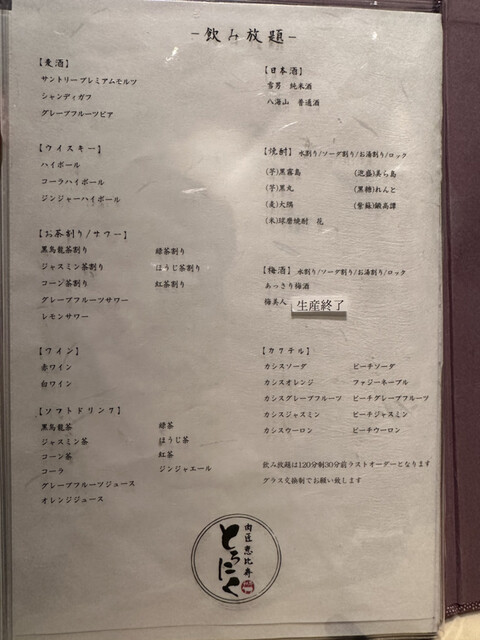 -飲み放題-
【麦酒】
サントリープレミアムモルツ
シャンディガフ
グレープフルーツビア
【ウイスキー】
ハイボール
コーラハイボール
ジンジャーハイボール
【お茶割り/サワー】
黒烏龍茶割り 緑茶割り
ジャスミン茶割り ほうじ茶割り
コーン茶割り 紅茶割り
グレープフルーツサワー
レモンサワー
【ワイン】
赤ワイン
白ワイン
【ソフトドリンク】
黒烏龍茶 緑茶
ジャスミン茶 ほうじ茶
コーン茶 紅茶
コーラ ジンジャエール
グレープフルーツジュース
オレンジジュース
【日本酒】
雪男 純米酒
八海山 普通酒
【焼酎】 水割り/ソーダ割り/お湯割り/ロック
(芋)黒霧島 (泡盛)美ら島
(芋)黒丸 (黒糖)れんと
(麦)大隅 (紫蘇)鍛高譚
(米)球磨焼酎 花
【梅酒】 水割り/ソーダ割り/お湯割り/ロック
あっさり梅酒
梅美人 生産終了
【カクテル】
カシスソーダ ピーチソーダ
カシスオレンジ ファジーネーブル
カシスグレープフルーツ ピーチグレープフルーツ
カシスジャスミン ピーチジャスミン
カシスウーロン ピーチウーロン
飲み放題は120分制30分前ラストオーダーとなります
グラス交換制でお願い致します
肉匠恵比寿
とろにく